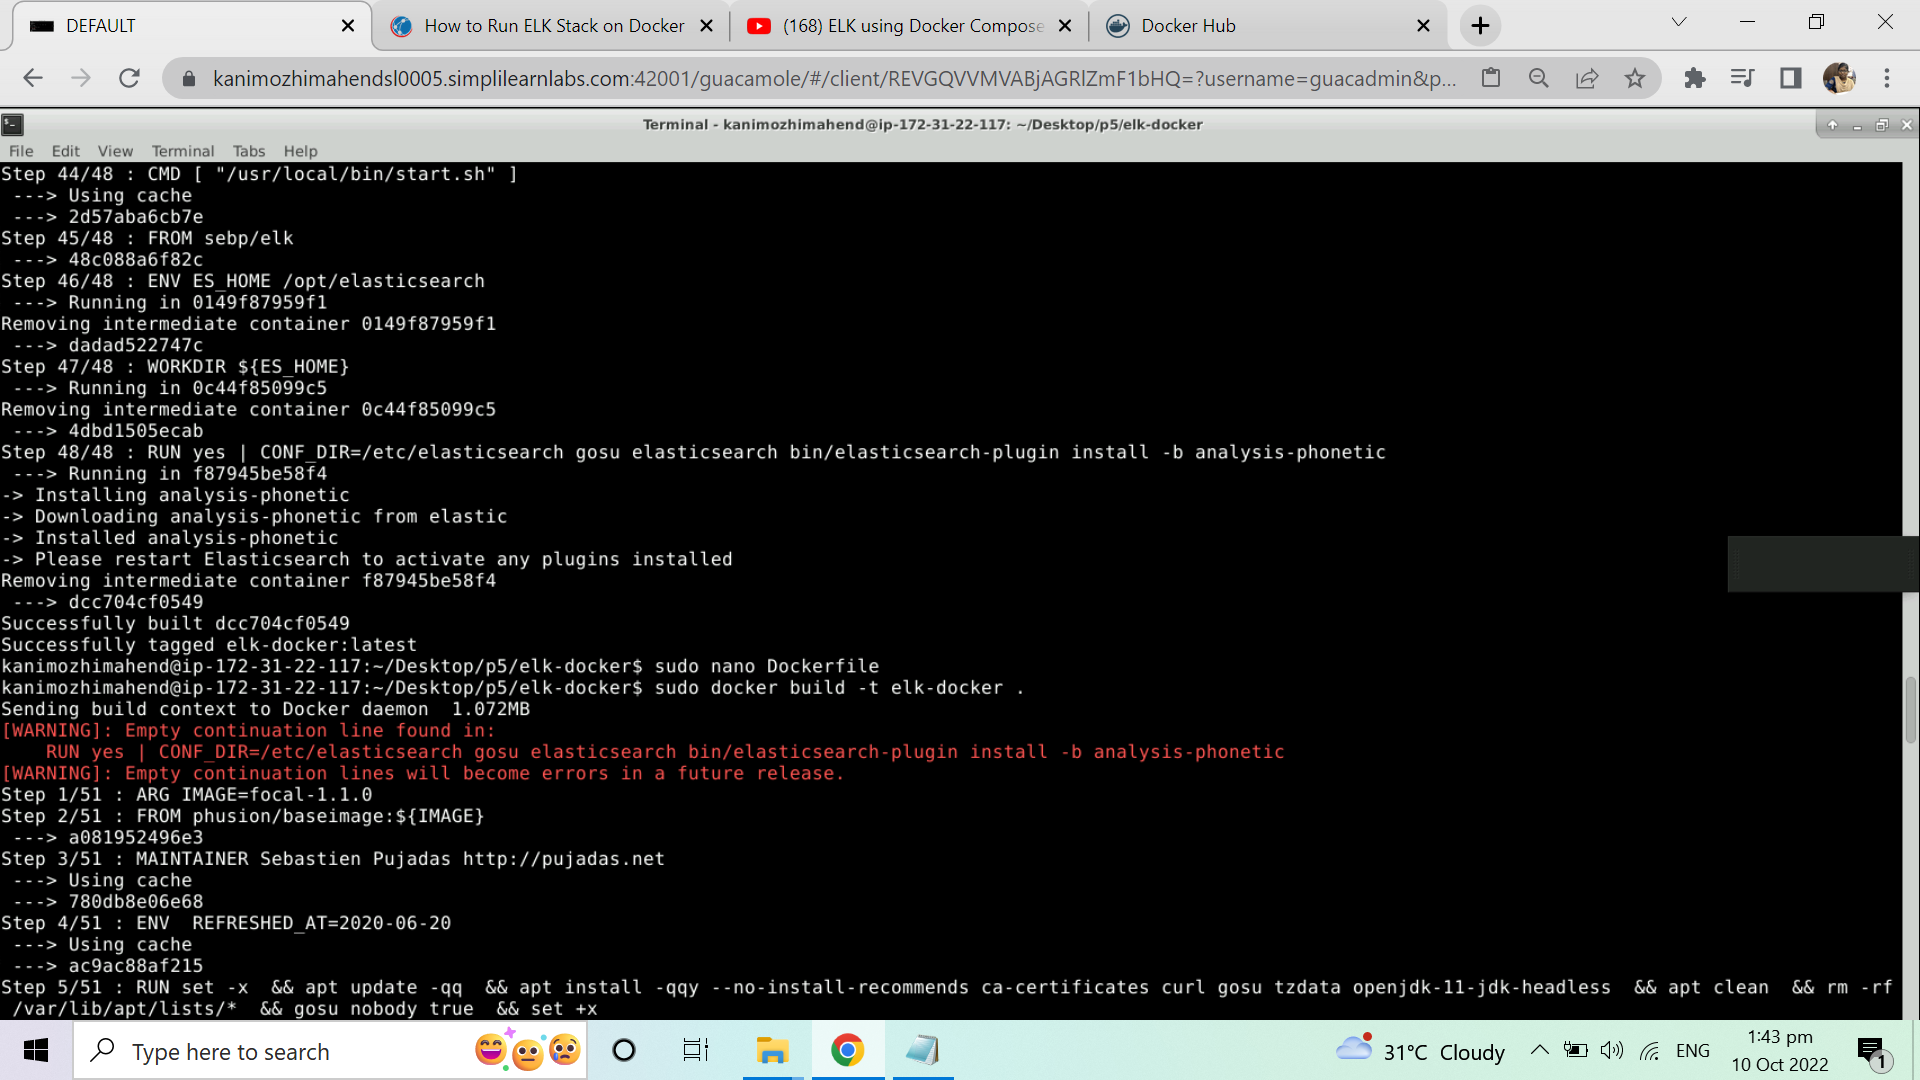 DEFAULT
How to Run ELK Stack on Docker
(168) ELK using Docker Compose
Docker Hub
kanimozhimahendsl0005.simplilearnlabs.com:42001/guacamole/#/client/REVGQVVMVABjAGRlZmF1bHQ=?username=guacadmin&p...
Terminal - kanimozhimahend@ip-172-31-22-117: ~/Desktop/p5/elk-docker
File Edit View Terminal Tabs Help
Step 44/48 : CMD [ "/usr/local/bin/start.sh" ]
 ---> Using cache
 ---> 2d57aba6cb7e
Step 45/48 : FROM sebp/elk
 ---> 48c088a6f82c
Step 46/48 : ENV ES_HOME /opt/elasticsearch
 ---> Running in 0149f87959f1
Removing intermediate container 0149f87959f1
 ---> dadad522747c
Step 47/48 : WORKDIR ${ES_HOME}
 ---> Running in 0c44f85099c5
Removing intermediate container 0c44f85099c5
 ---> 4dbd1505ecab
Step 48/48 : RUN yes | CONF_DIR=/etc/elasticsearch gosu elasticsearch bin/elasticsearch-plugin install -b analysis-phonetic
 ---> Running in f87945be58f4
-> Installing analysis-phonetic
-> Downloading analysis-phonetic from elastic
-> Installed analysis-phonetic
-> Please restart Elasticsearch to activate any plugins installed
Removing intermediate container f87945be58f4
 ---> dcc704cf0549
Successfully built dcc704cf0549
Successfully tagged elk-docker:latest
kanimozhimahend@ip-172-31-22-117:~/Desktop/p5/elk-docker$ sudo nano Dockerfile
kanimozhimahend@ip-172-31-22-117:~/Desktop/p5/elk-docker$ sudo docker build -t elk-docker .
Sending build context to Docker daemon  1.072MB
[WARNING]: Empty continuation line found in:
    RUN yes | CONF_DIR=/etc/elasticsearch gosu elasticsearch bin/elasticsearch-plugin install -b analysis-phonetic
[WARNING]: Empty continuation lines will become errors in a future release.
Step 1/51 : ARG IMAGE=focal-1.1.0
Step 2/51 : FROM phusion/baseimage:${IMAGE}
 ---> a081952496e3
Step 3/51 : MAINTAINER Sebastien Pujadas http://pujadas.net
 ---> Using cache
 ---> 780db8e06e68
Step 4/51 : ENV  REFRESHED_AT=2020-06-20
 ---> Using cache
 ---> ac9ac88af215
Step 5/51 : RUN set -x  && apt update -qq  && apt install -qqy --no-install-recommends ca-certificates curl gosu tzdata openjdk-11-jdk-headless  && apt clean  && rm -rf
 /var/lib/apt/lists/*  && gosu nobody true  && set +x
Type here to search
31°C Cloudy
ENG
1:43 pm
10 Oct 2022
1